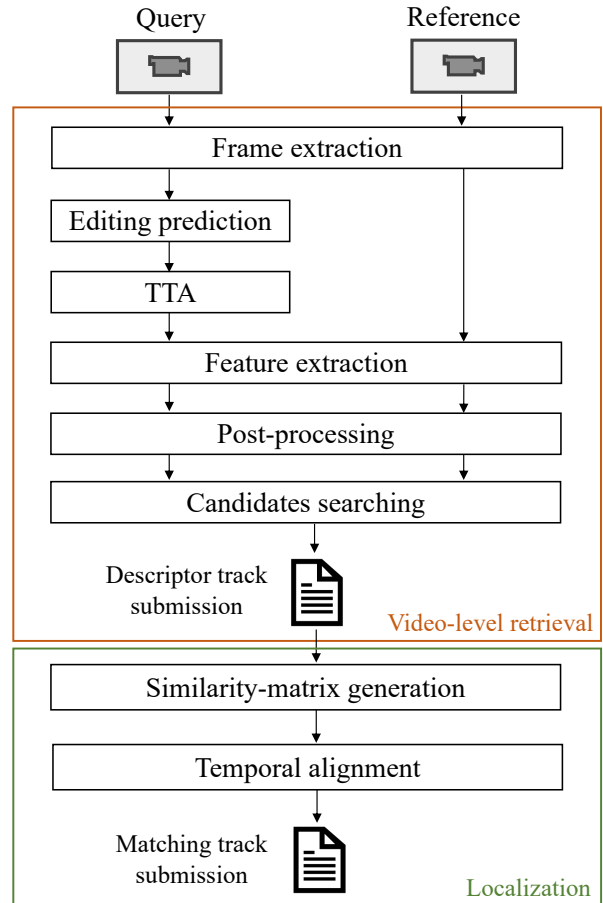 Query
Reference
Frame extraction
Editing prediction
TTA
Feature extraction
Post-processing
Candidates searching
Descriptor track
submission
Video-level retrieval
Similarity-matrix generation
Temporal alignment
Matching track
submission
Localization